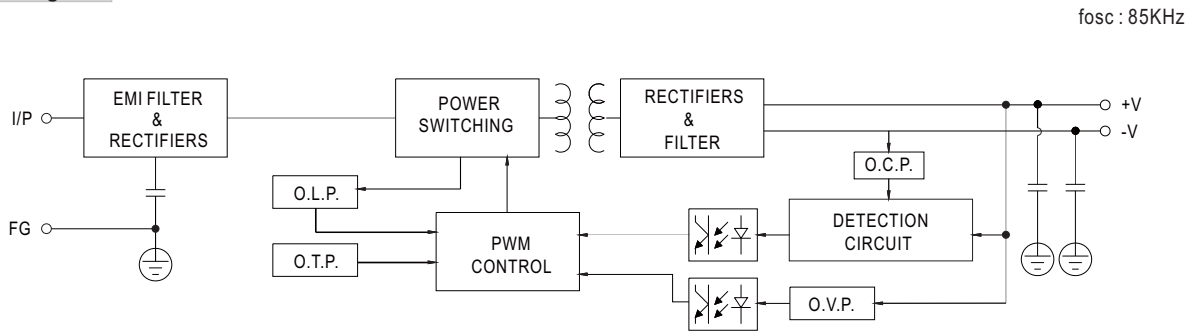 fosc : 85KHz
EMI FILTER
&
RECTIFIERS
POWER
SWITCHING
RECTIFIERS
&
FILTER
I/P
+V
-V
O.C.P.
O.L.P.
FG
PWM
CONTROL
DETECTION
CIRCUIT
O.T.P.
O.V.P.